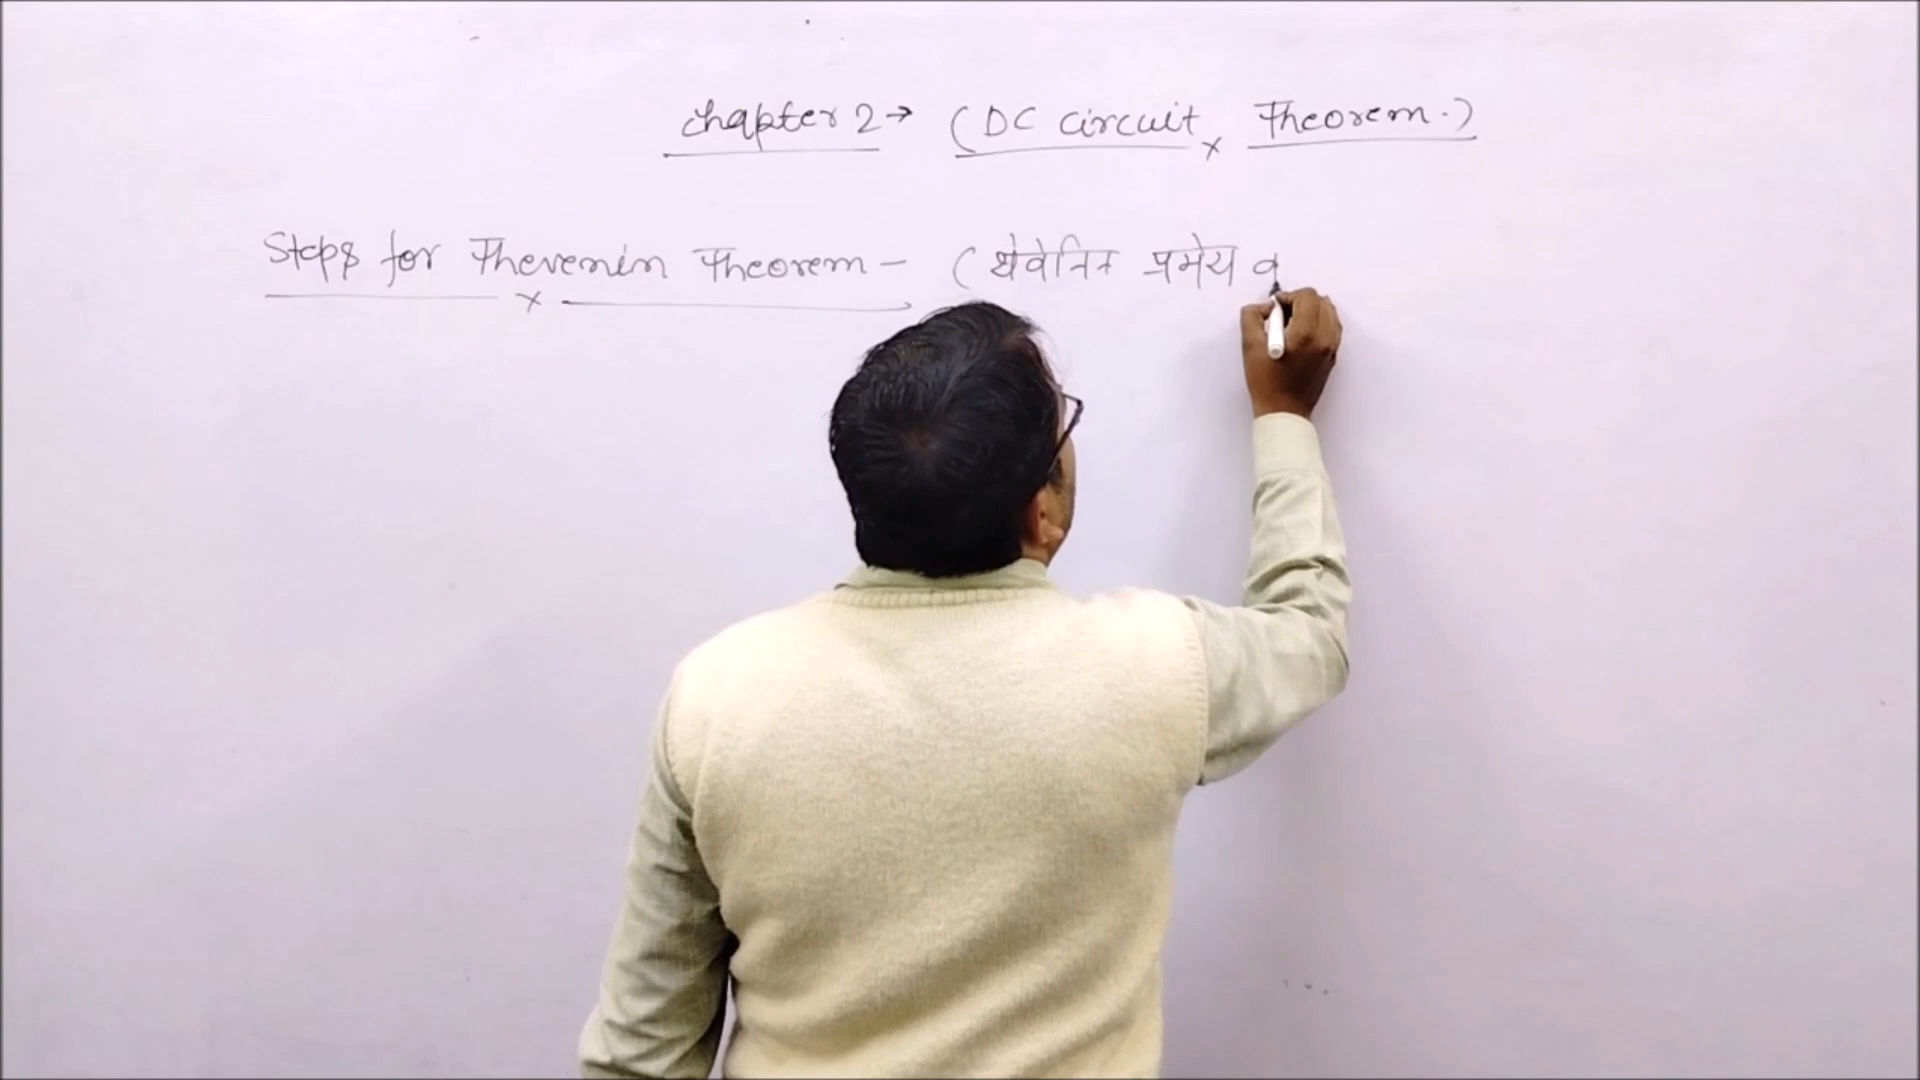 Chapter 2 → (DC circuit Theorem.)
Steps for Thevenin Theorem - (थेवेनिन प्रमेय